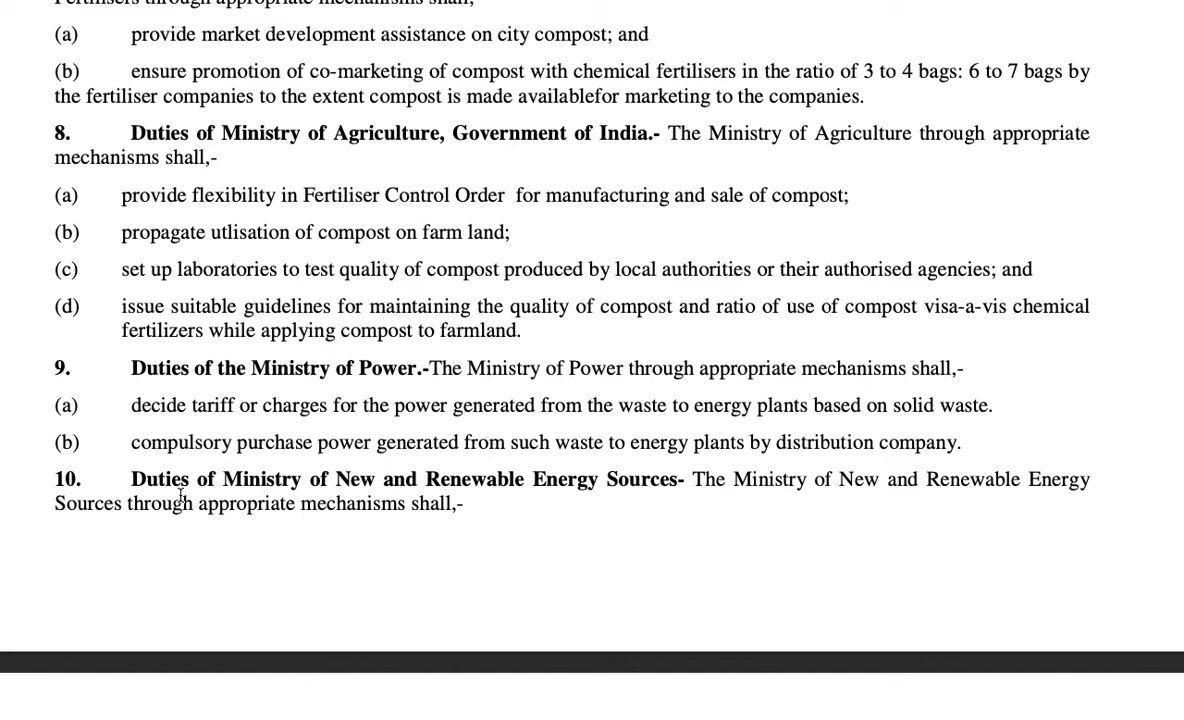 Fertilisers through appropriate mechanisms shall,-
(a) provide market development assistance on city compost; and
(b) ensure promotion of co-marketing of compost with chemical fertilisers in the ratio of 3 to 4 bags: 6 to 7 bags by
the fertiliser companies to the extent compost is made availablefor marketing to the companies.
8. Duties of Ministry of Agriculture, Government of India.- The Ministry of Agriculture through appropriate
mechanisms shall,-
(a) provide flexibility in Fertiliser Control Order for manufacturing and sale of compost;
(b) propagate utlisation of compost on farm land;
(c) set up laboratories to test quality of compost produced by local authorities or their authorised agencies; and
(d) issue suitable guidelines for maintaining the quality of compost and ratio of use of compost visa-a-vis chemical
fertilizers while applying compost to farmland.
9. Duties of the Ministry of Power.-The Ministry of Power through appropriate mechanisms shall,-
(a) decide tariff or charges for the power generated from the waste to energy plants based on solid waste.
(b) compulsory purchase power generated from such waste to energy plants by distribution company.
10. Duties of Ministry of New and Renewable Energy Sources- The Ministry of New and Renewable Energy
Sources through appropriate mechanisms shall,-